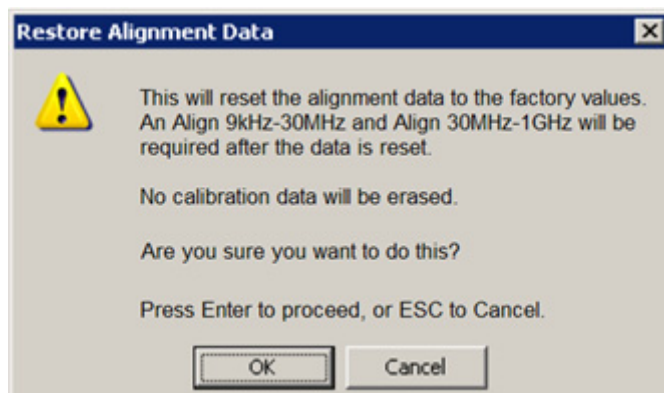 Restore Alignment Data
This will reset the alignment data to the factory values.
An Align 9kHz-30MHz and Align 30MHz-1GHz will be
required after the data is reset.
No calibration data will be erased.
Are you sure you want to do this?
Press Enter to proceed, or ESC to Cancel.
OK
Cancel